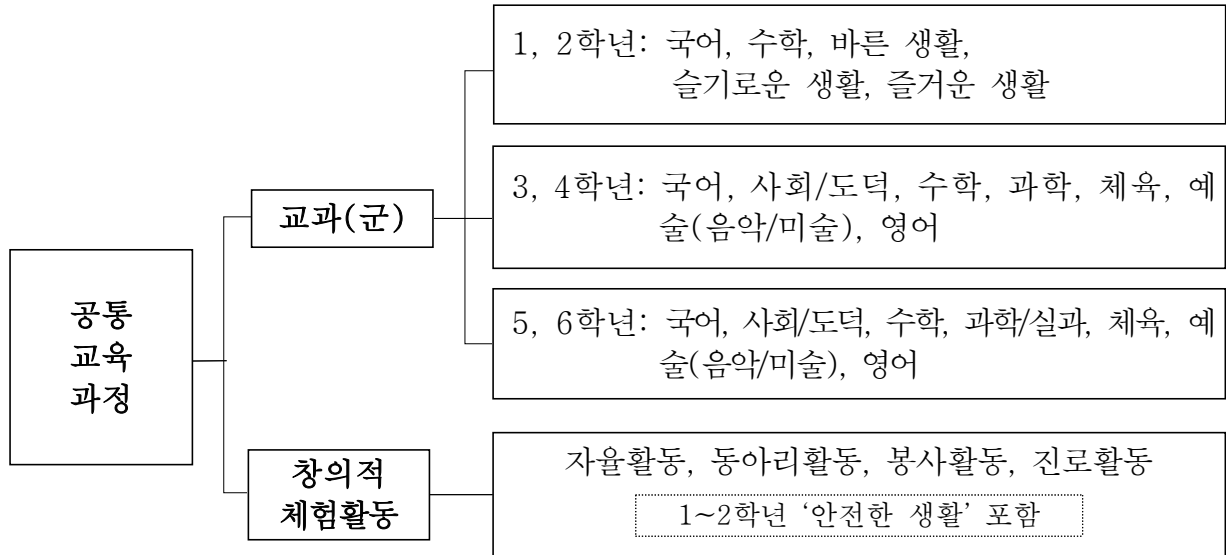 공통
교육
과정
교과(군)
1, 2학년: 국어, 수학, 바른 생활,
슬기로운 생활, 즐거운 생활
3, 4학년: 국어, 사회/도덕, 수학, 과학, 체육, 예
술(음악/미술), 영어
5, 6학년: 국어, 사회/도덕, 수학, 과학/실과, 체육, 예
술(음악/미술), 영어
창의적
체험활동
자율활동, 동아리활동, 봉사활동, 진로활동
1~2학년 ‘안전한 생활’ 포함